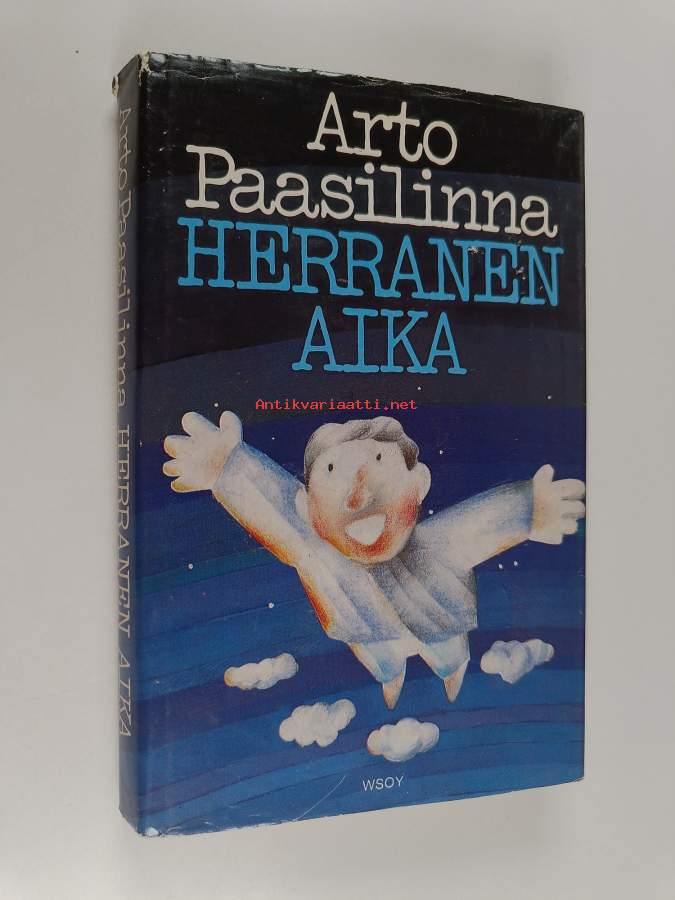 Arto
Paasilinna
HERRANEN
AIKA
Antikvariaatti.net
WSOY
Arto Paasilinna HERRANEN AIKA